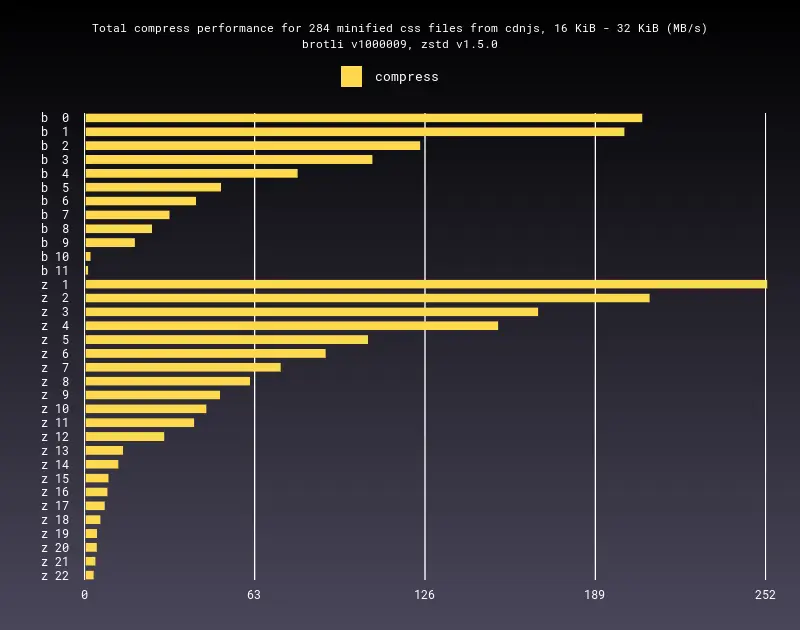 Total compress performance for 284 minified css files from cdnjs, 16 KiB - 32 KiB (MB/s)
brotli v1000009, zstd v1.5.0
compress
b 0
b 1
b 2
b 3
b 4
b 5
b 6
b 7
b 8
b 9
b 10
b 11
z 1
z 2
z 3
z 4
z 5
z 6
z 7
z 8
z 9
z 10
z 11
z 12
z 13
z 14
z 15
z 16
z 17
z 18
z 19
z 20
z 21
z 22
0 63 126 189 252